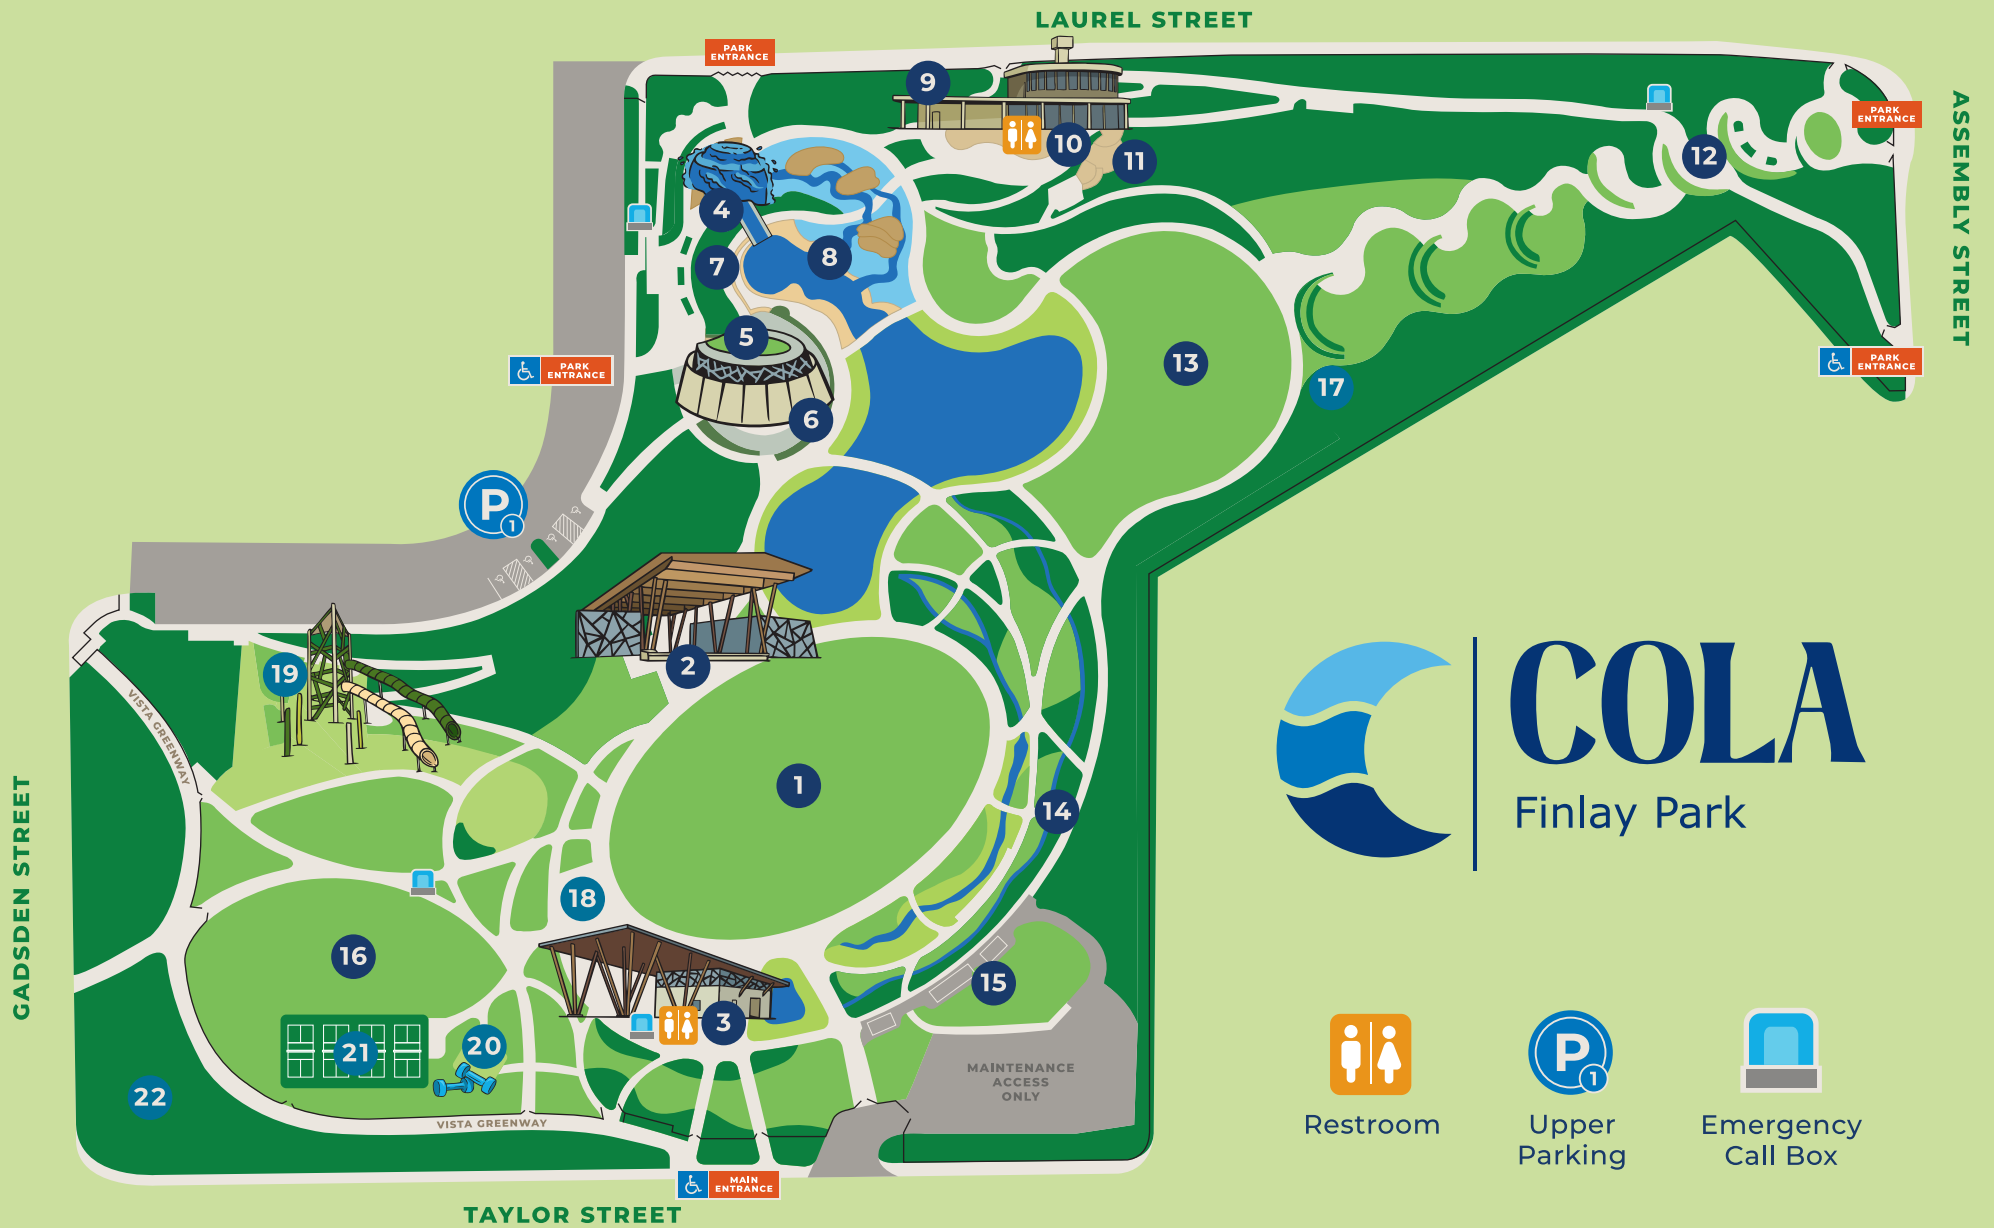 LAUREL STREET
PARK
ENTRANCE
9
10
11
12
PARK
ENTRANCE
ASSEMBLY STREET
4
7
8
5
6
13
17
PARK
ENTRANCE
PARK
ENTRANCE
P
1
2
19
VISTA GREENWAY
1
14
COLA
Finlay Park
GADSDEN STREET
18
16
15
3
21
20
22
MAINTENANCE
ACCESS
ONLY
VISTA GREENWAY
MAIN
ENTRANCE
TAYLOR STREET
Restroom
P
1
Upper
Parking
Emergency
Call Box